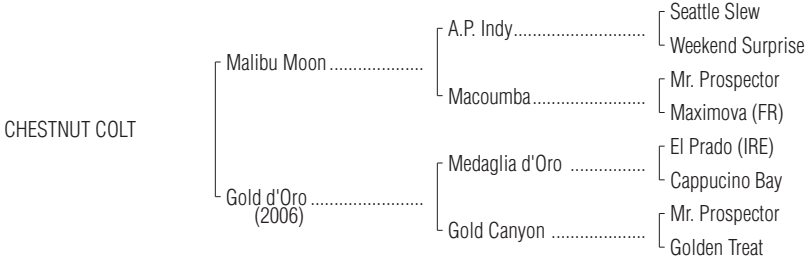 Seattle Slew
A.P. Indy
Weekend Surprise
Malibu Moon
Mr. Prospector
Macoumba
Maximova (FR)
CHESTNUT COLT
El Prado (IRE)
Medaglia d'Oro
Cappucino Bay
Gold d'Oro
(2006)
Mr. Prospector
Gold Canyon
Golden Treat